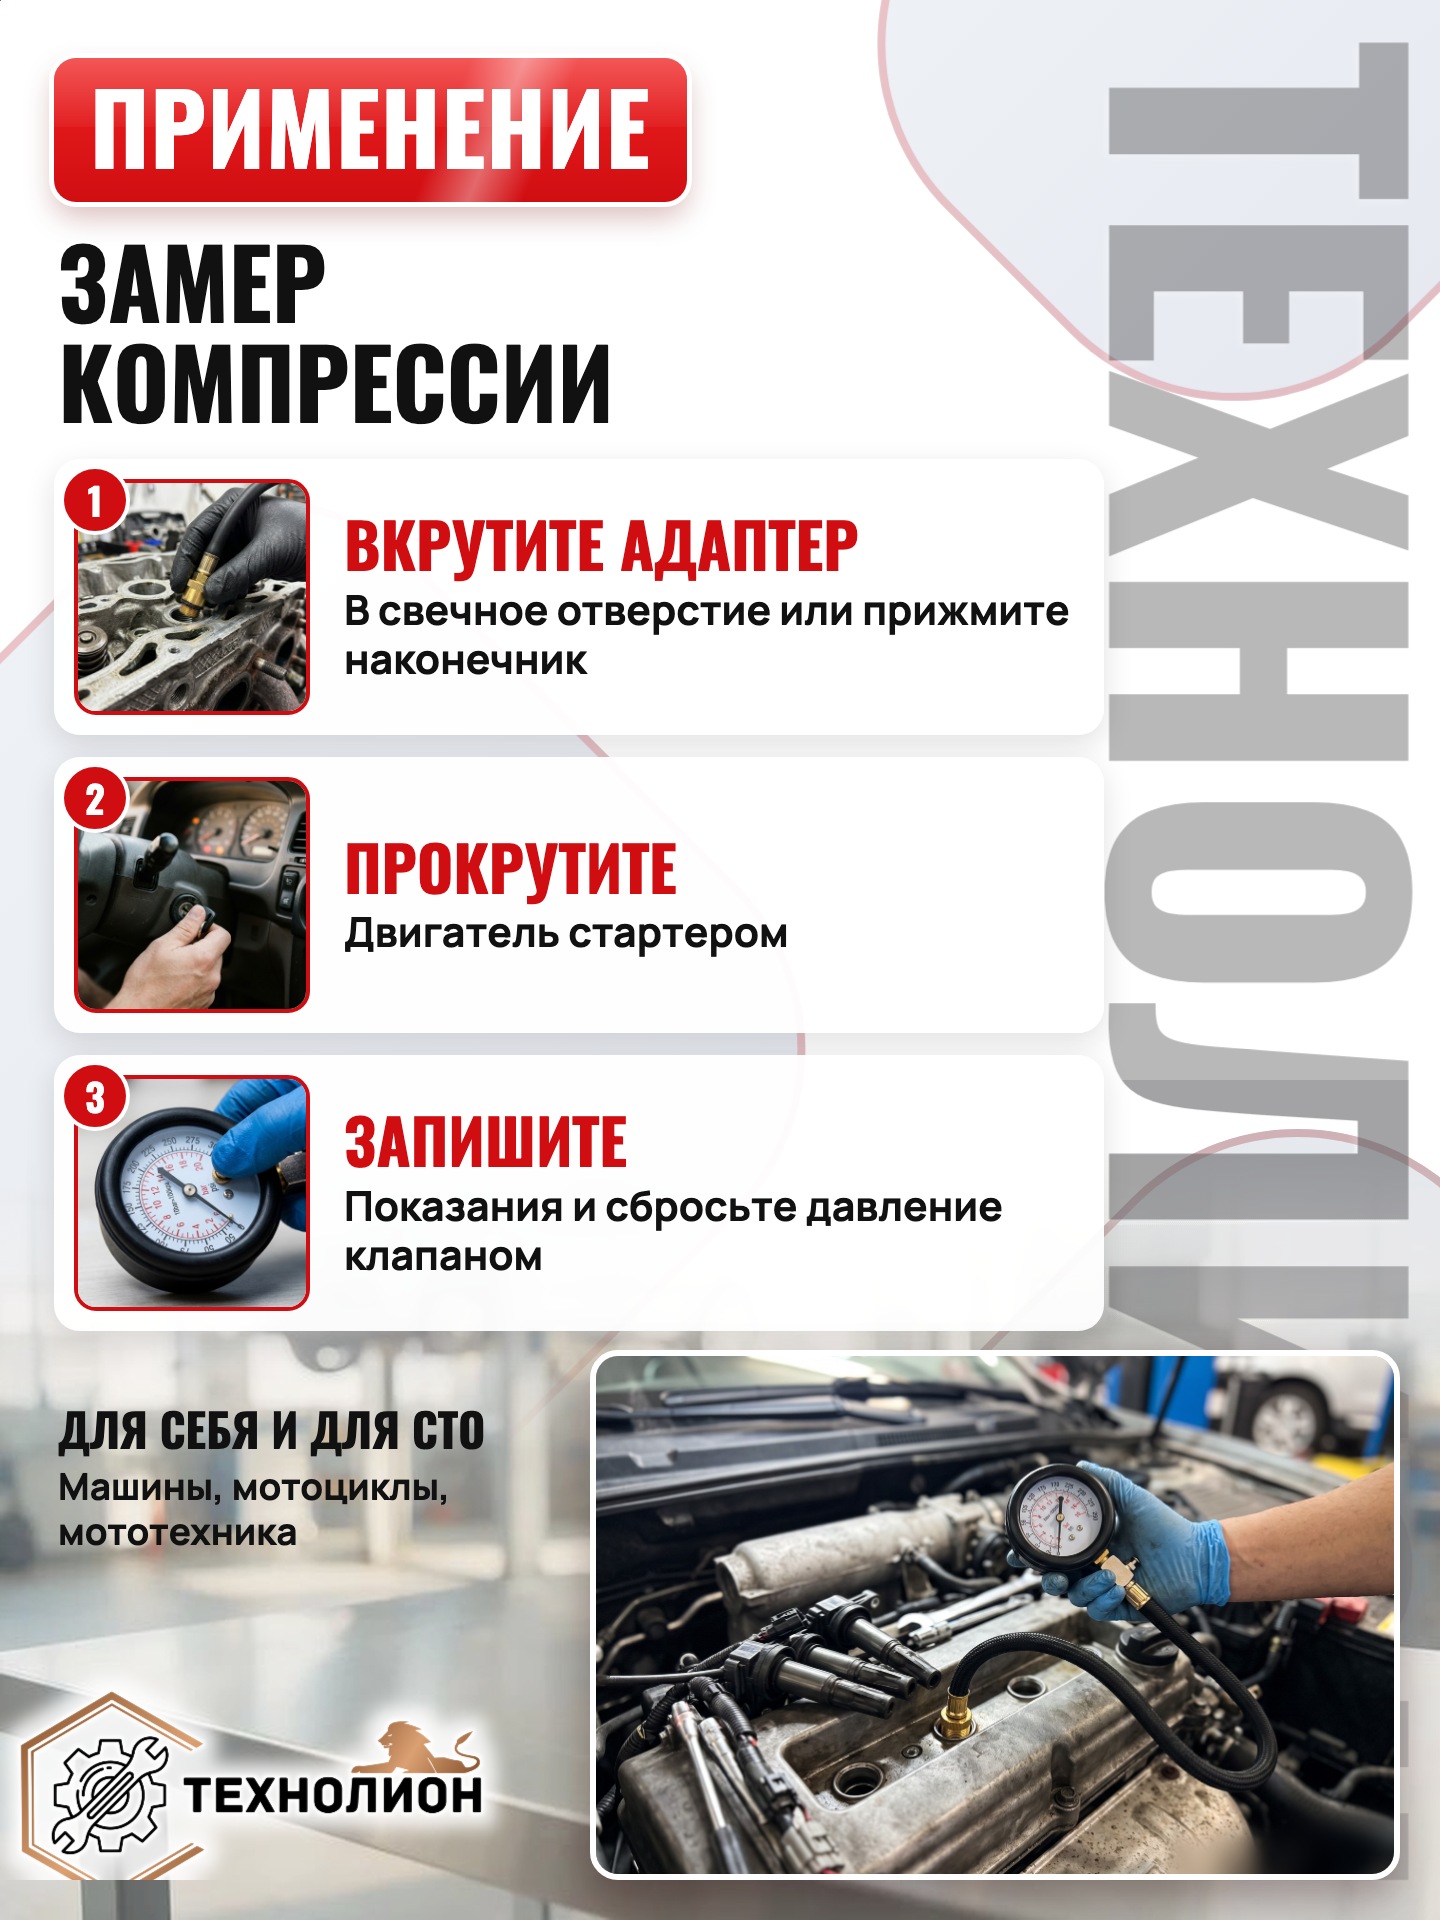 ПРИМЕНЕНИЕ
ЗАМЕР
КОМПРЕССИИ
1
ВКРУТИТЕ АДАПТЕР
В свечное отверстие или прижмите
наконечник
2
ПРОКРУТИТЕ
Двигатель стартером
3
ЗАПИШИТЕ
Показания и сбросьте давление
клапаном
ДЛЯ СЕБЯ И ДЛЯ СТО
Машины, мотоциклы,
мототехника
ТЕХНОЛИОН
ТЕХНОЛИ